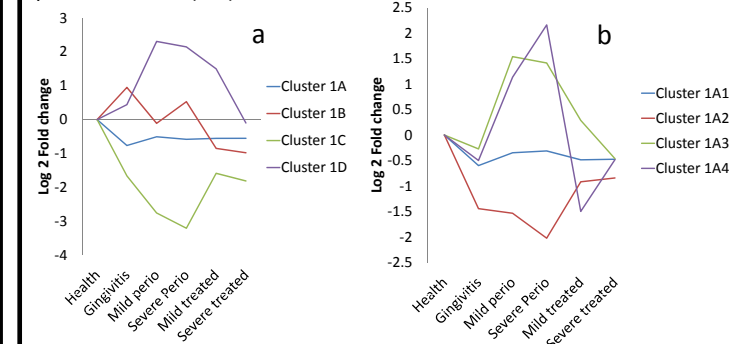 a
3
2
1
0
-1
-2
-3
-4
Log 2 Fold change
Health
Gingivitis
Mild perio
Severe Perio
Mild treated
Severe treated
Cluster 1A
Cluster 1B
Cluster 1C
Cluster 1D
b
2.5
2
1.5
1
0.5
0
-0.5
-1
-1.5
-2
-2.5
Log 2 Fold change
Health
Gingivitis
Mild perio
Severe Perio
Mild treated
Severe treated
Cluster 1A1
Cluster 1A2
Cluster 1A3
Cluster 1A4